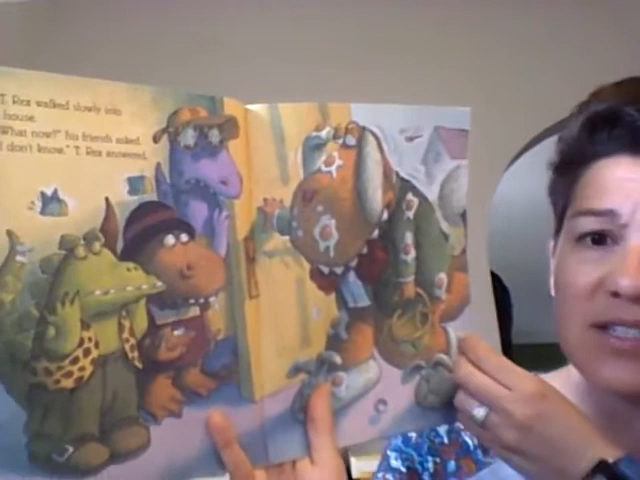 T. Rex walked slowly into
house.
What now?" his friends asked.
I don't know." T. Rex answered.